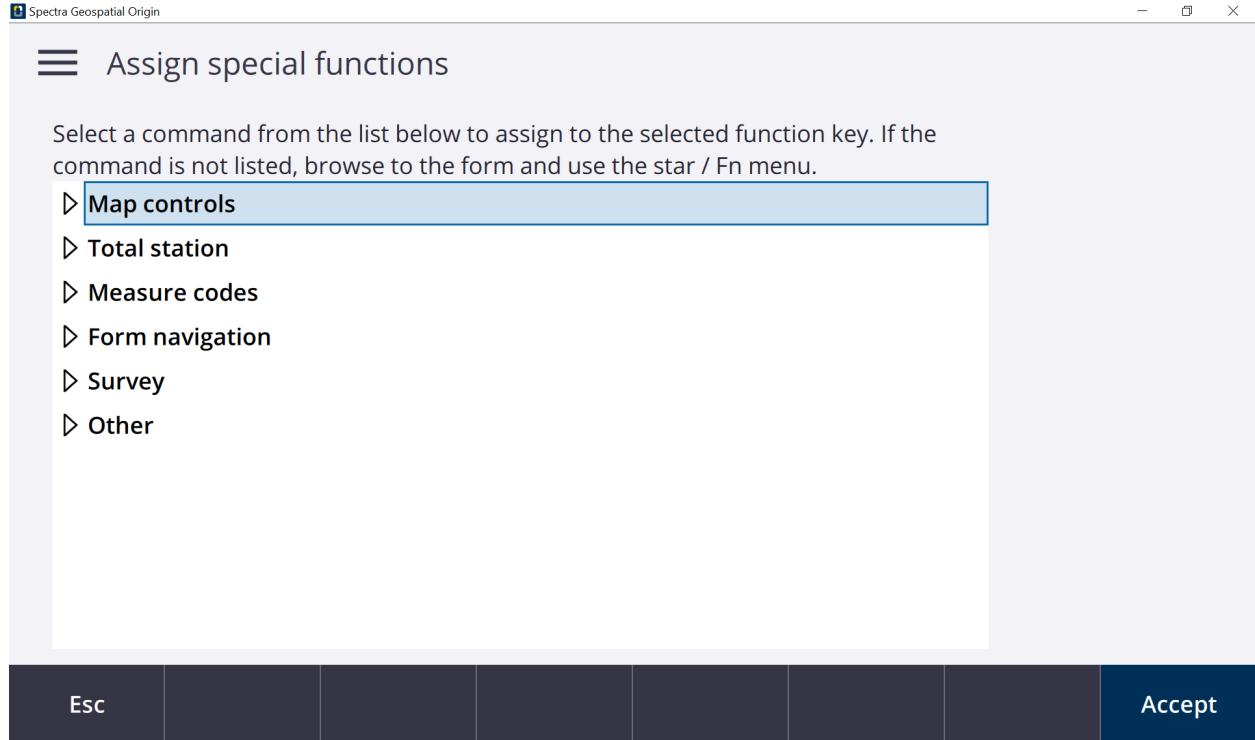 Spectra Geospatial Origin
Assign special functions
Select a command from the list below to assign to the selected function key. If the
command is not listed, browse to the form and use the star / Fn menu.
Map controls
Total station
Measure codes
Form navigation
Survey
Other
Esc
Accept